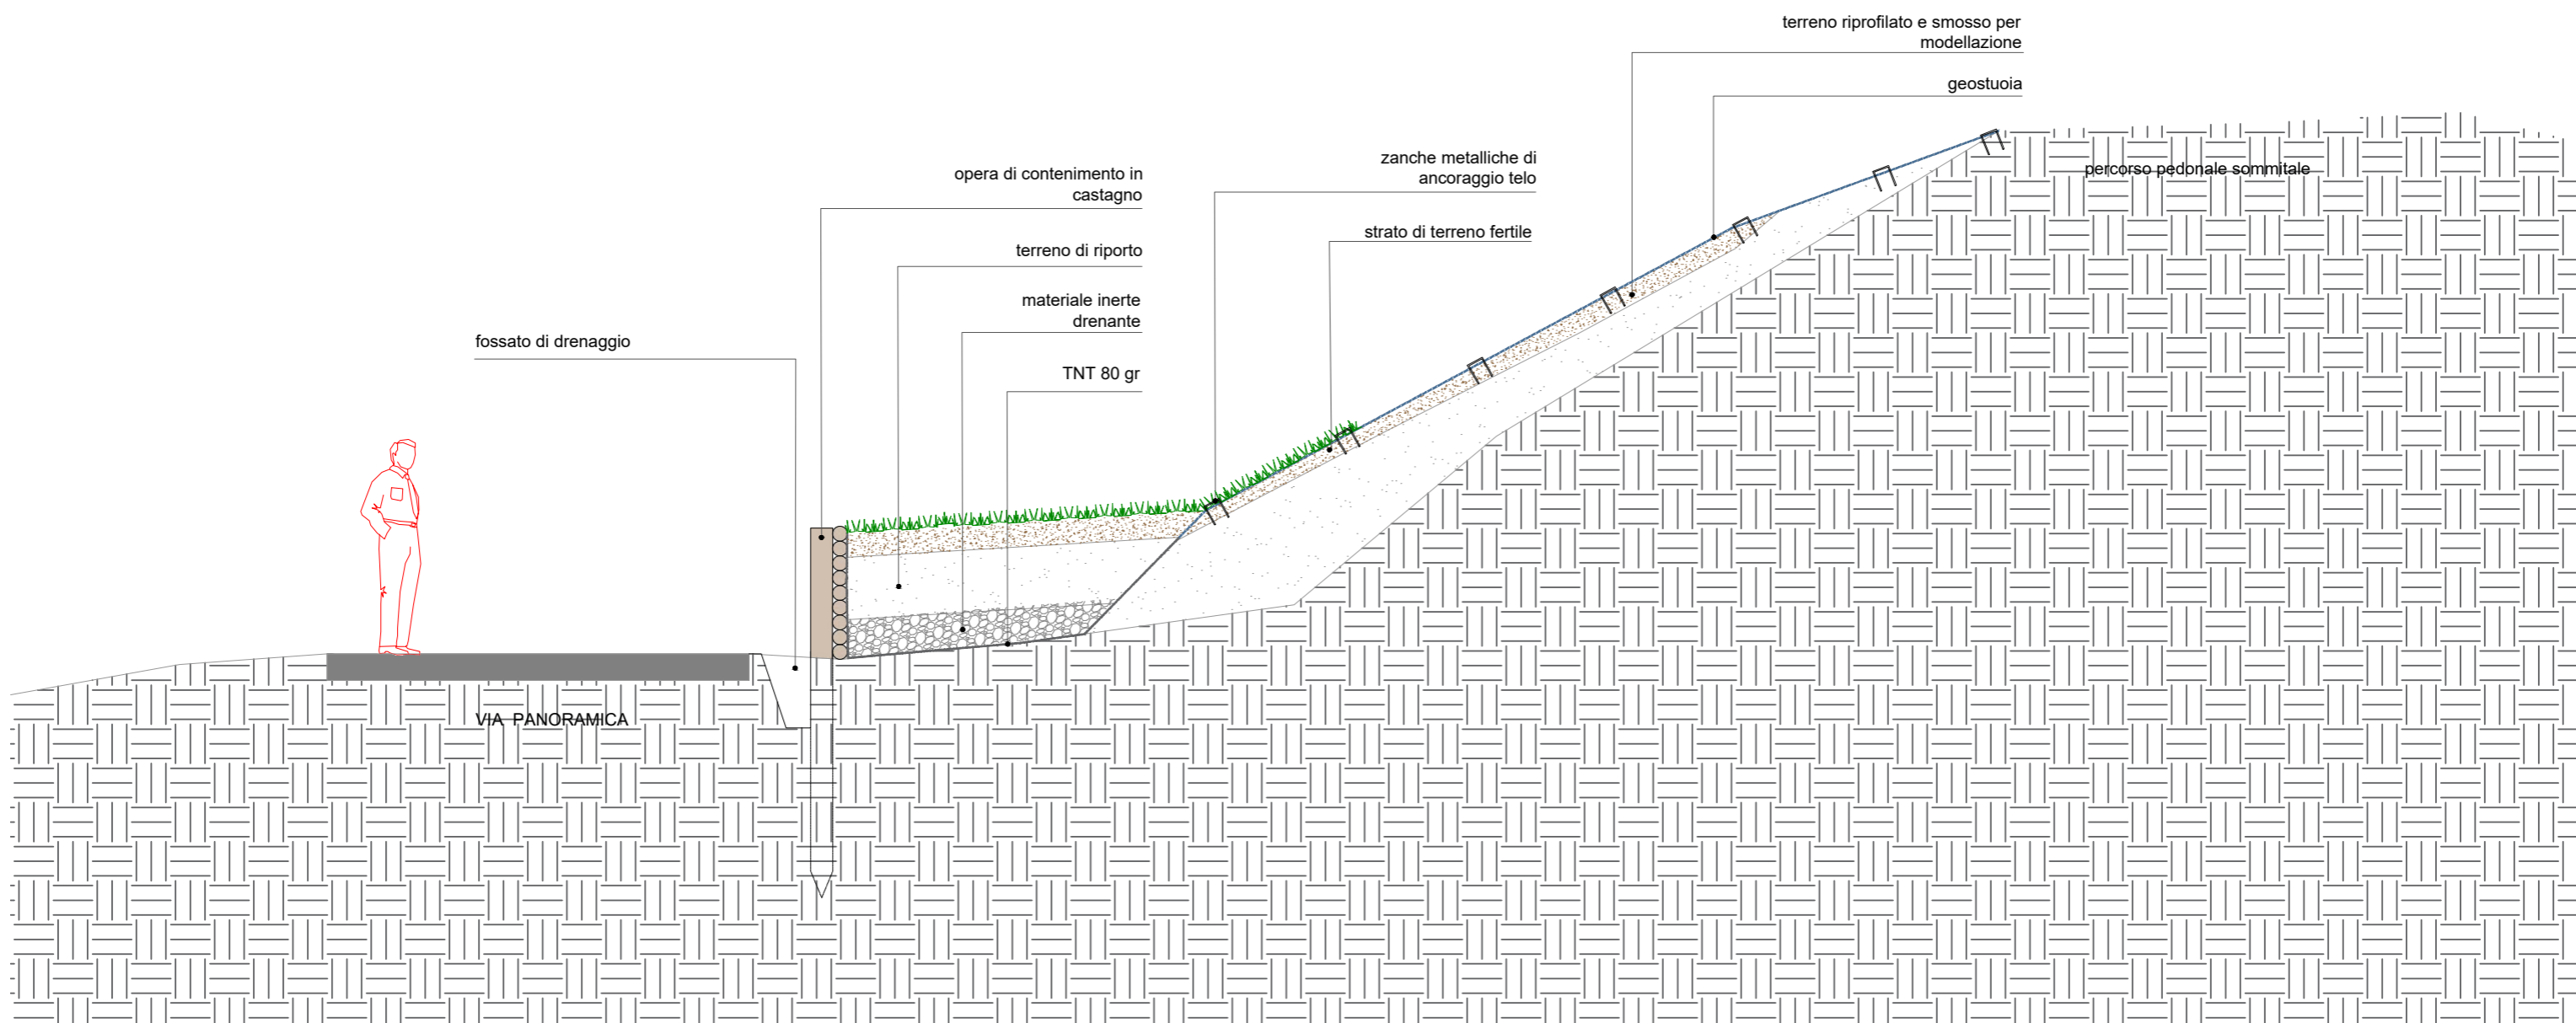 terreno riprofilato e smosso per
modellazione
geostuoia
zanche metalliche di
ancoraggio telo
percorso pedonale sommitale
opera di contenimento in
castagno
strato di terreno fertile
terreno di riporto
materiale inerte
drenante
fossato di drenaggio
TNT 80 gr
VIA PANORAMICA